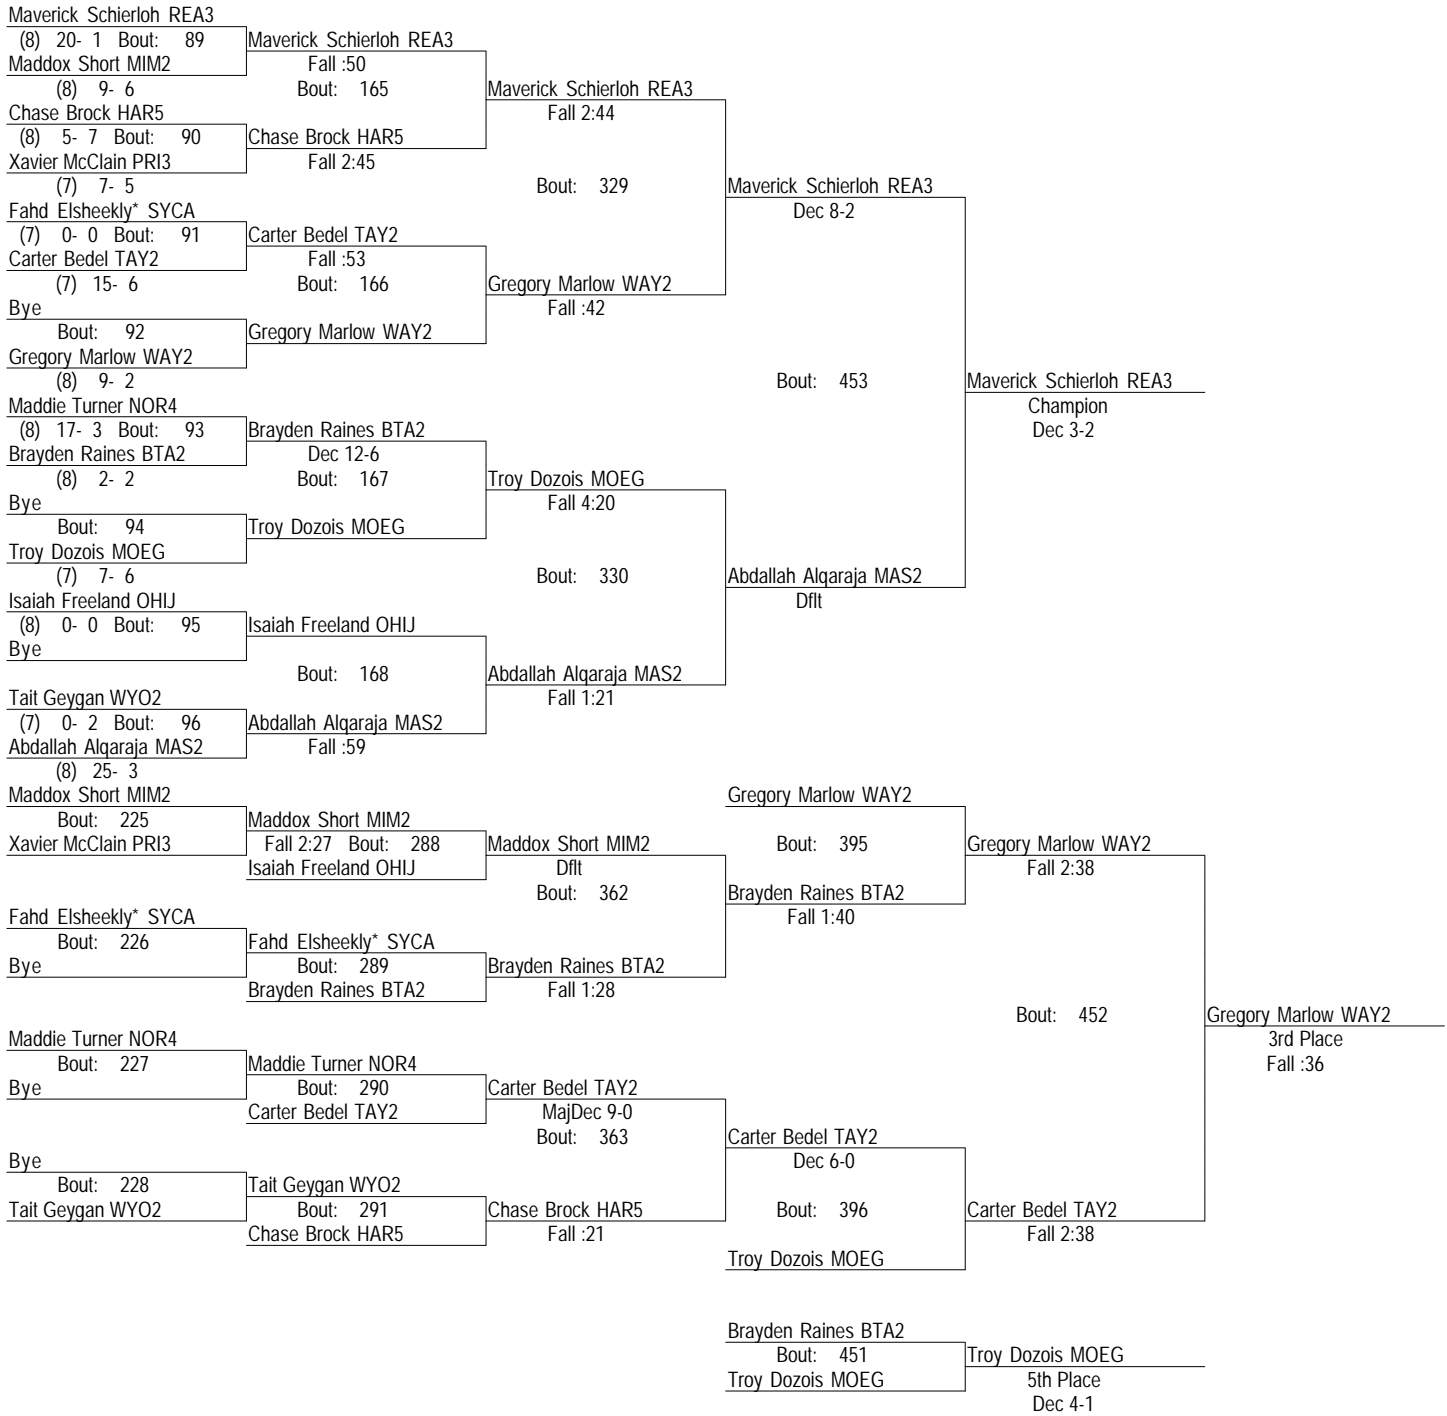 Maverick Schierloh REA3
(8) 20- 1 Bout: 89
Maddox Short MIM2
(8) 9- 6
Chase Brock HAR5
(8) 5- 7 Bout: 90
Xavier McClain PRI3
(7) 7- 5
Fahd Elsheekly* SYCA
(7) 0- 0 Bout: 91
Carter Bedel TAY2
(7) 15- 6
Bye
Bout: 92
Gregory Marlow WAY2
(8) 9- 2
Maddie Turner NOR4
(8) 17- 3 Bout: 93
Brayden Raines BTA2
(8) 2- 2
Bye
Bout: 94
Troy Dozois MOEG
(7) 7- 6
Isaiah Freeland OHIJ
(8) 0- 0 Bout: 95
Bye
Tait Geygan WYO2
(7) 0- 2 Bout: 96
Abdallah Alqaraja MAS2
(8) 25- 3
Maverick Schierloh REA3
Fall :50
Bout: 165
Chase Brock HAR5
Fall 2:45
Carter Bedel TAY2
Fall :53
Bout: 166
Gregory Marlow WAY2
Brayden Raines BTA2
Dec 12-6
Bout: 167
Troy Dozois MOEG
Isaiah Freeland OHIJ
Bout: 168
Abdallah Alqaraja MAS2
Fall :59
Maverick Schierloh REA3
Fall 2:44
Bout: 329
Gregory Marlow WAY2
Fall :42
Troy Dozois MOEG
Fall 4:20
Bout: 330
Abdallah Alqaraja MAS2
Fall 1:21
Maverick Schierloh REA3
Dec 8-2
Bout: 453
Abdallah Alqaraja MAS2
Dflt
Maverick Schierloh REA3
Champion
Dec 3-2
Maddox Short MIM2
Bout: 225
Xavier McClain PRI3
Fahd Elsheekly* SYCA
Bout: 226
Bye
Maddie Turner NOR4
Bout: 227
Bye
Bye
Bout: 228
Tait Geygan WYO2
Maddox Short MIM2
Fall 2:27 Bout: 288
Isaiah Freeland OHIJ
Fahd Elsheekly* SYCA
Bout: 289
Brayden Raines BTA2
Maddie Turner NOR4
Bout: 290
Carter Bedel TAY2
Tait Geygan WYO2
Bout: 291
Chase Brock HAR5
Maddox Short MIM2
Dflt
Bout: 362
Brayden Raines BTA2
Fall 1:28
Carter Bedel TAY2
MajDec 9-0
Bout: 363
Chase Brock HAR5
Fall :21
Gregory Marlow WAY2
Bout: 395
Brayden Raines BTA2
Fall 1:40
Carter Bedel TAY2
Dec 6-0
Bout: 396
Troy Dozois MOEG
Gregory Marlow WAY2
Fall 2:38
Bout: 452
Carter Bedel TAY2
Fall 2:38
Gregory Marlow WAY2
3rd Place
Fall :36
Brayden Raines BTA2
Bout: 451
Troy Dozois MOEG
Troy Dozois MOEG
5th Place
Dec 4-1